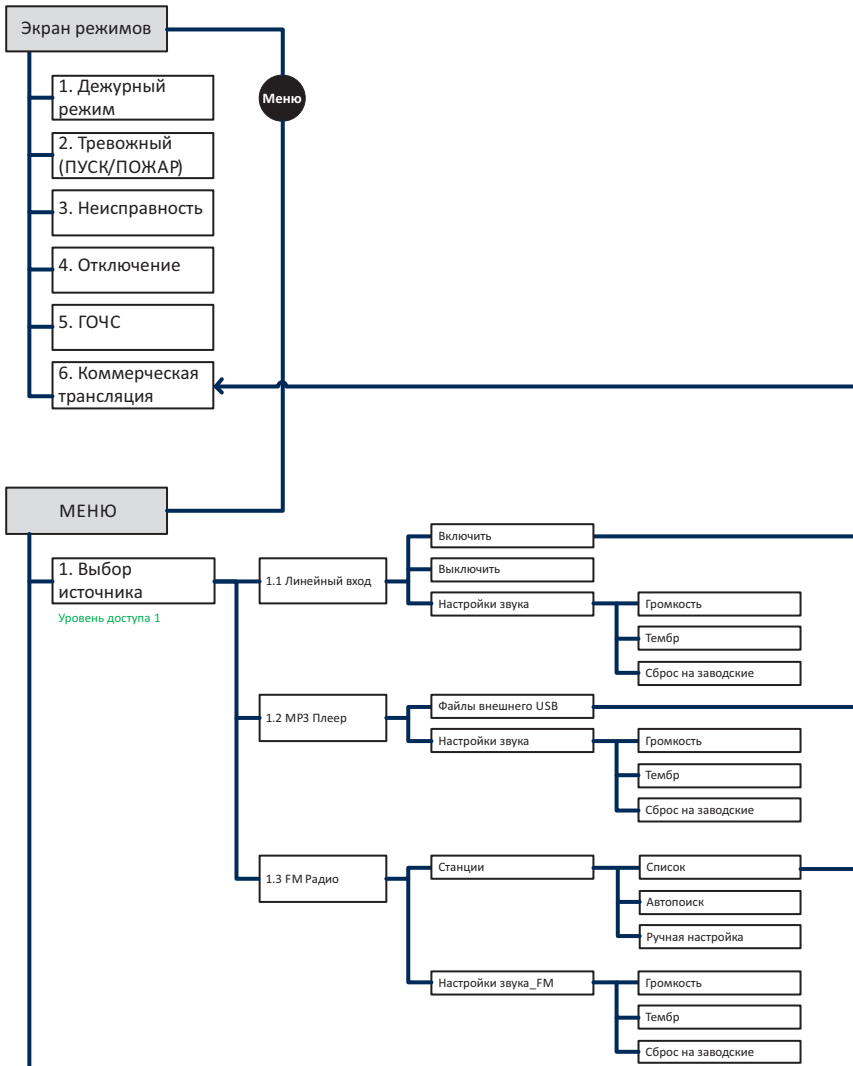 Экран режимов
Меню
1. Дежурный
режим
2. Тревожный
(ПУСК/ПОЖАР)
3. Неисправность
4. Отключение
5. ГОЧС
6. Коммерческая
трансляция
МЕНЮ
1. Выбор
источника
Уровень доступа 1
1.1 Линейный вход
Включить
Выключить
Настройки звука
Громкость
Тембр
Сброс на заводские
1.2 MP3 Плеер
Файлы внешнего USB
Настройки звука
Громкость
Тембр
Сброс на заводские
1.3 FM Радио
Станции
Список
Автопоиск
Ручная настройка
Настройки звука_FM
Громкость
Тембр
Сброс на заводские